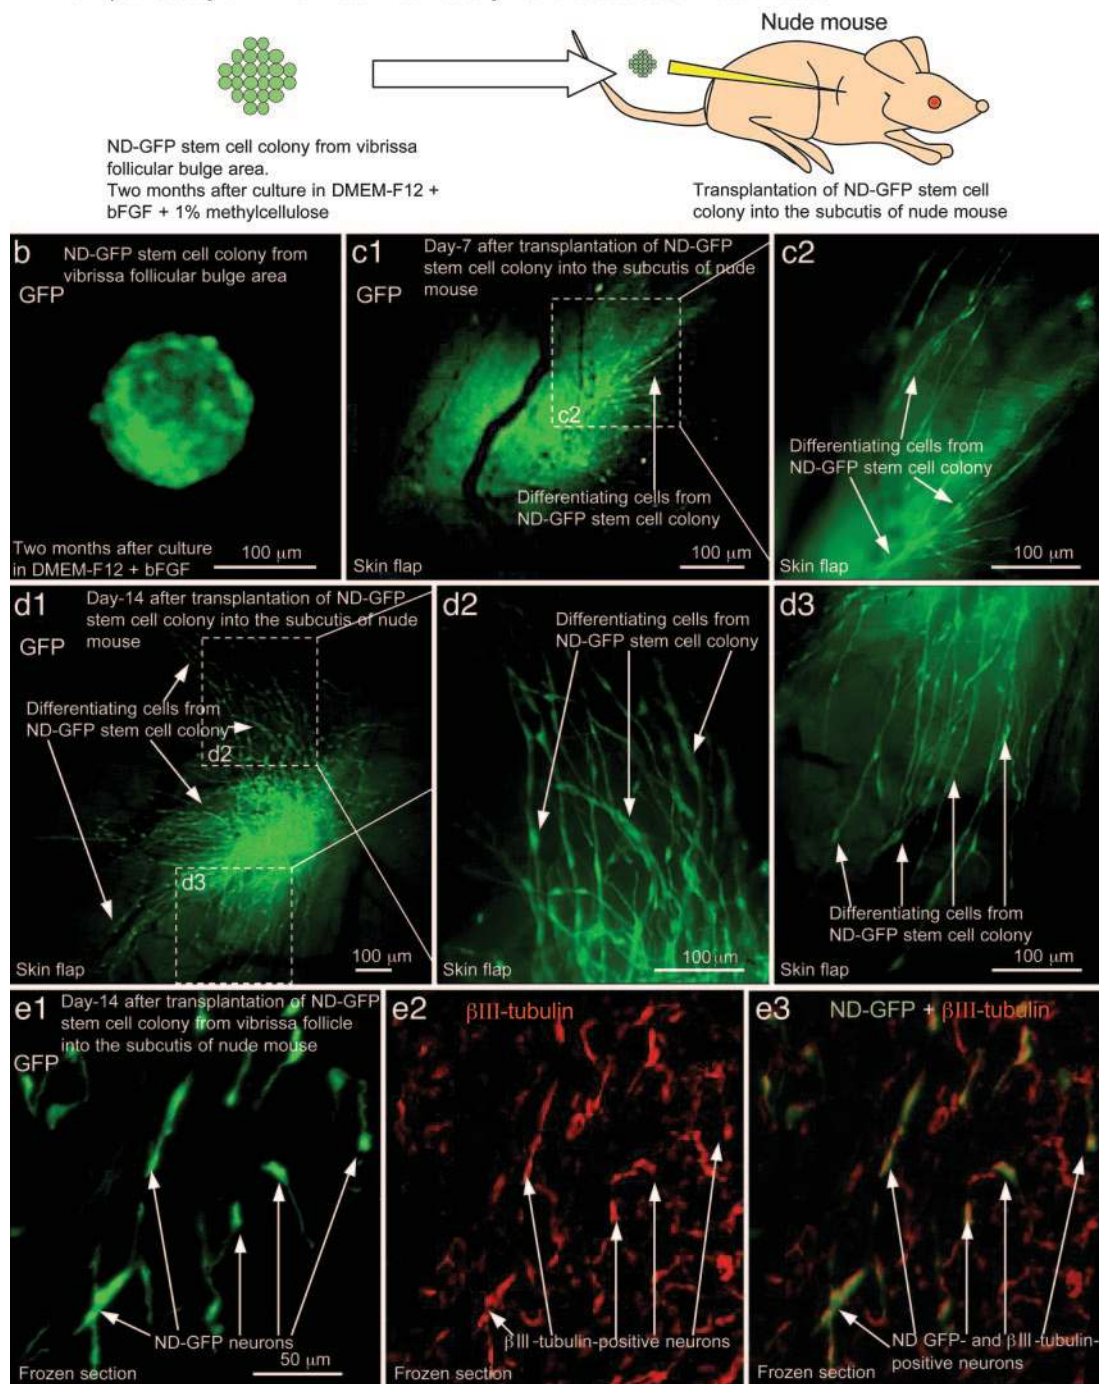 Nude mouse
ND-GFP stem cell colony from vibrissa
follicular bulge area.
Two months after culture in DMEM-F12 +
bFGF + 1% methylcellulose
Transplantation of ND-GFP stem cell
colony into the subcutis of nude mouse
b
ND-GFP stem cell colony from
vibrissa follicular bulge area
GFP
Two months after culture
in DMEM-F12 + bFGF
100 μm
c1
Day-7 after transplantation of ND-GFP
stem cell colony into the subcutis of nude
mouse
GFP
c2
Differentiating cells from
ND-GFP stem cell colony
Skin flap
100 μm
c2
Differentiating cells from
ND-GFP stem cell colony
100 μm
d1
Day-14 after transplantation of ND-GFP
stem cell colony into the subcutis of nude
mouse
GFP
Differentiating cells from
ND-GFP stem cell colony
d2
d3
Skin flap
100 μm
d2
Differentiating cells from
ND-GFP stem cell colony
Skin flap
100 μm
d3
Differentiating cells from
ND-GFP stem cell colony
Skin flap
100 μm
e1
Day-14 after transplantation of ND-GFP
stem cell colony from vibrissa follicle
into the subcutis of nude mouse
GFP
ND-GFP neurons
Frozen section
50 μm
e2
βIII-tubulin
βIII-tubulin-positive neurons
Frozen section
e3
ND-GFP + βIII-tubulin
ND GFP- and βIII-tubulin-
positive neurons
Frozen section